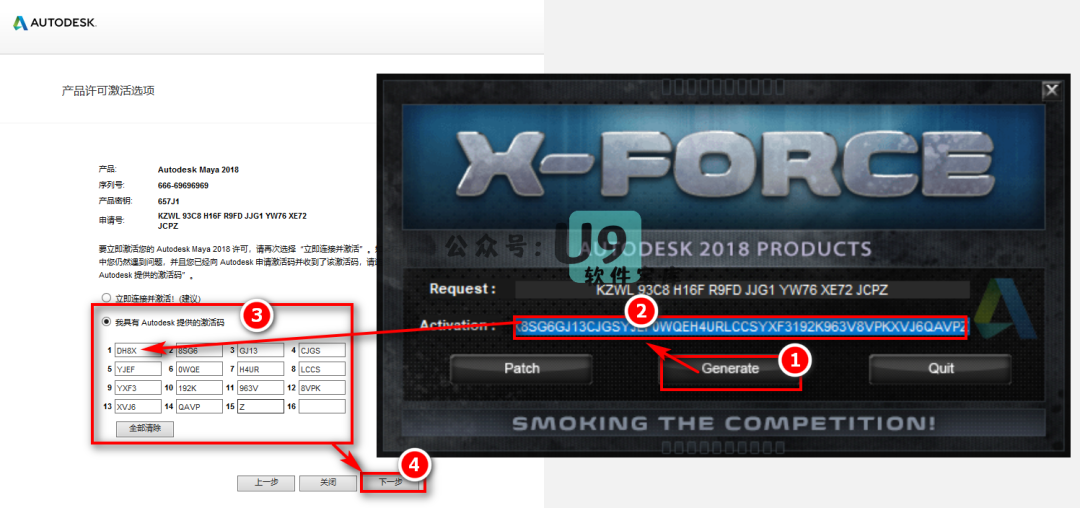 AUTODESK.
产品许可激活选项
产品: Autodesk Maya 2018
序列号: 666-69696969
产品密钥: 657J1
申请号: KZWL 93C8 H16F R9FD JJG1 YW76 XE72
JCPZ
要立即激活您的 Autodesk Maya 2018 许可，请再次选择“立即连接并激活”。
中您仍然遭到问题，并且您已经向 Autodesk 申请激活码并收到了该激活码，
Autodesk 提供的激活码”。
立即连接并激活! (建议)
我具有 Autodesk 提供的激活码
1 DH8X 2 8SG6 3 GJ13 4 CJGS
5 YJEF 6 0WQE 7 H4UR 8 LCCS
9 YXF3 10 192K 11 963V 12 8VPK
13 XVJ6 14 QAVP 15 Z 16
全部清除
上一步 关闭 下一步
X-FORCE
AUTODESK 2018 PRODUCTS
公众号: U9
软件宝库
Request : KZWL 93C8 H16F R9FD JJG1 YW76 XE72 JCPZ
Activation :
Patch Generate Quit
SMOKING THE COMPETITION!
1
2
3
4